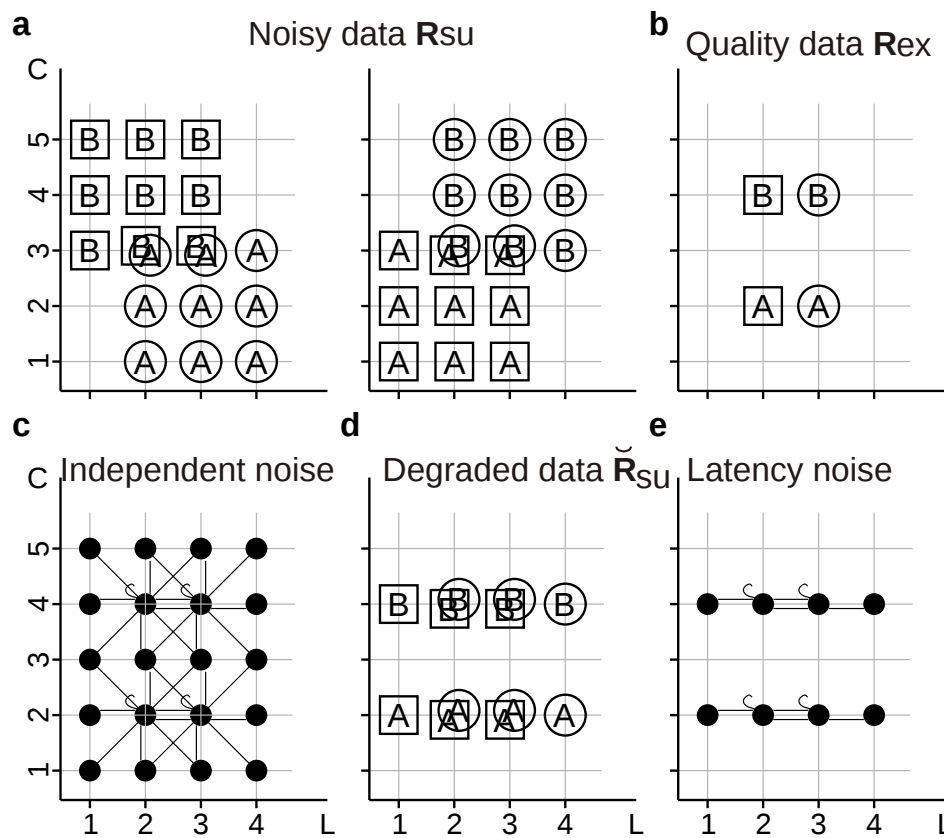 a Noisy data Rsu b Quality data Rex
C
5 B B B B B B
4 B B B B B B B B
3 B B A B A A A A B A B B
2 A A A A A A A A
1 A A A A A A
c d e
C Independent noise Degraded data R̆su Latency noise
5
4 B B B B B B
3
2 A A A A A A
1
1 2 3 4 L 1 2 3 4 L 1 2 3 4 L